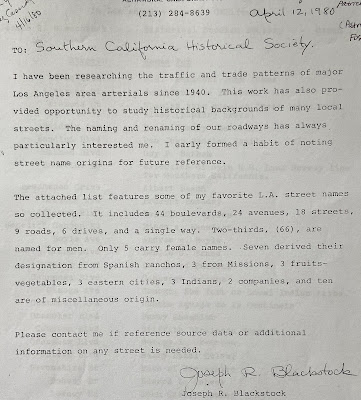 (213) 284-8639
April 12, 1980
4/16/80
TO: Southern California Historical Society.
I have been researching the traffic and trade patterns of major
Los Angeles area arterials since 1940. This work has also pro-
vided opportunity to study historical backgrounds of many local
streets. The naming and renaming of our roadways has always
particularly interested me. I early formed a habit of noting
street name origins for future reference.
The attached list features some of my favorite L.A. street names
so collected. It includes 44 boulevards, 24 avenues, 18 streets,
9 roads, 6 drives, and a single way. Two-thirds, (66), are
named for men. Only 5 carry female names. Seven derived their
designation from Spanish ranchos, 3 from Missions, 3 fruits-
vegetables, 3 eastern cities, 3 Indians, 2 companies, and ten
are of miscellaneous origin.
Please contact me if reference source data or additional
information on any street is needed.
Joseph R. Blackstock
Joseph R. Blackstock